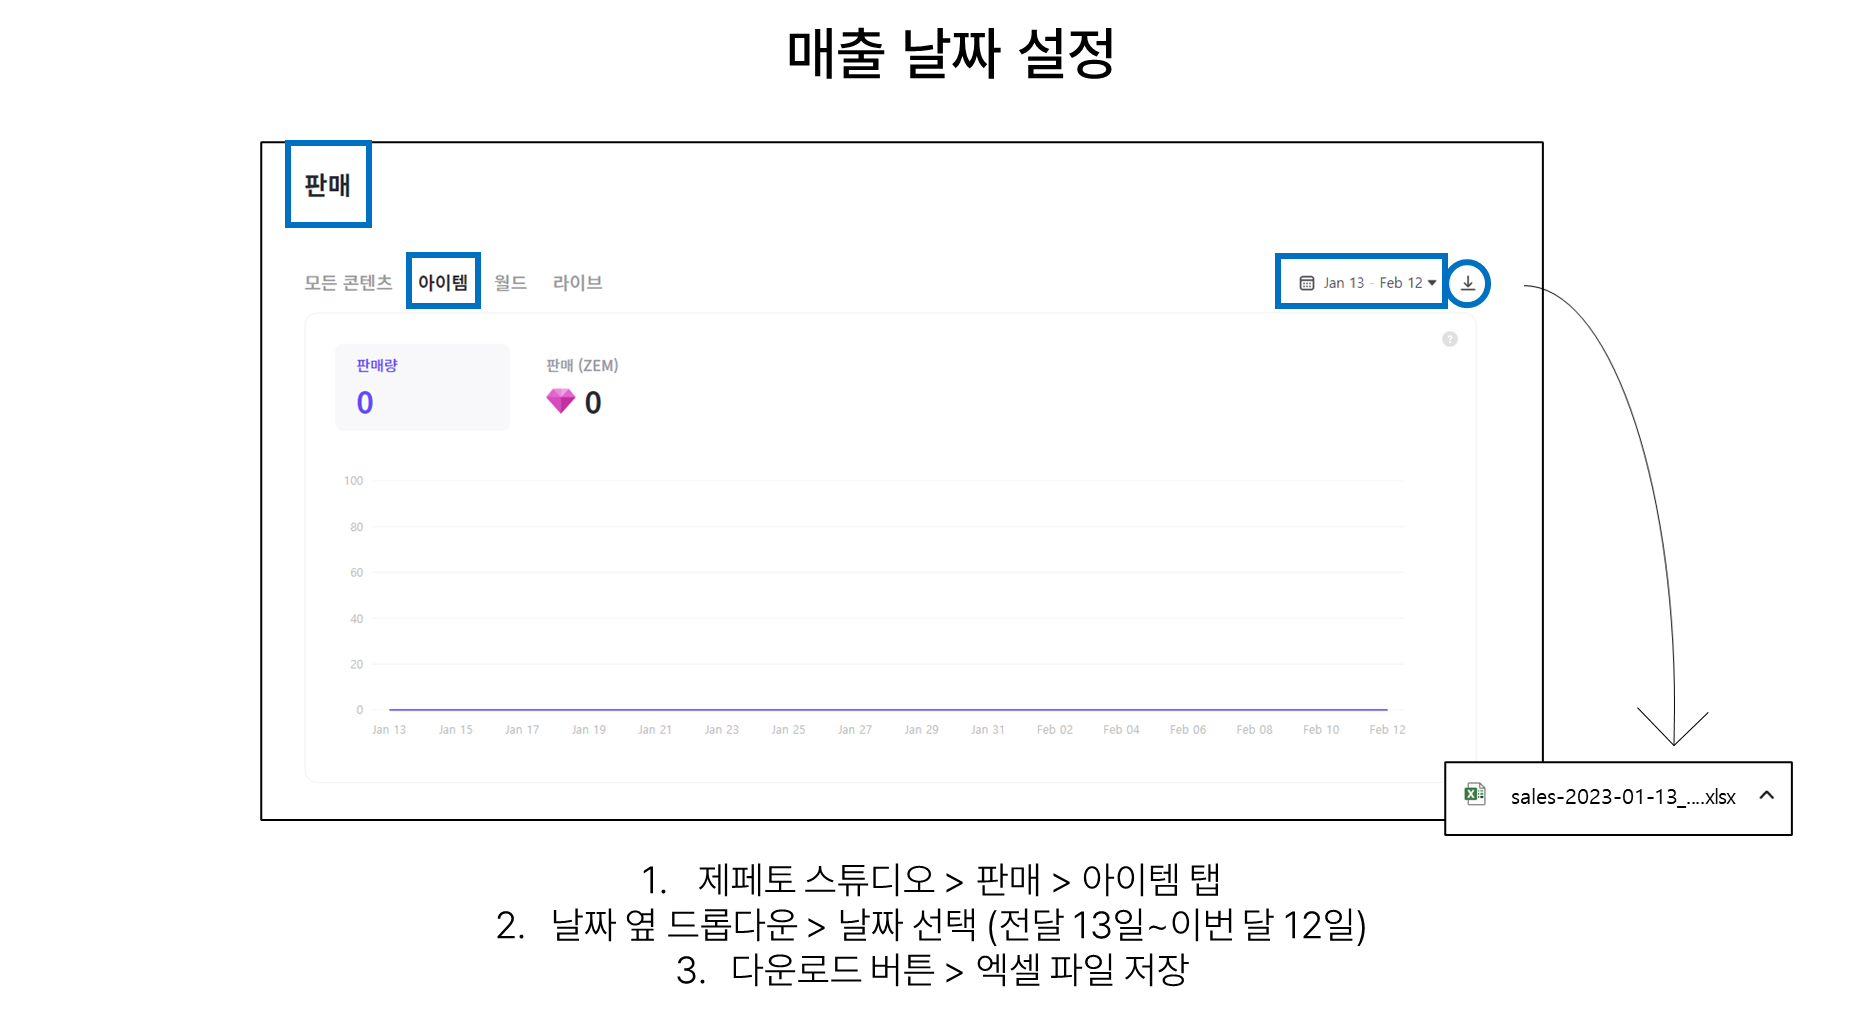 매출 날짜 설정
판매
모든 콘텐츠 아이템 월드 라이브
Jan 13 - Feb 12
?
판매량
판매 (ZEM)
0
0
100
80
60
40
20
0
Jan 13 Jan 15 Jan 17 Jan 19 Jan 21 Jan 23 Jan 25 Jan 27 Jan 29 Jan 31 Feb 02 Feb 04 Feb 06 Feb 08 Feb 10 Feb 12
sales-2023-01-13_....xlsx
1. 제페토 스튜디오 > 판매 > 아이템 탭
2. 날짜 옆 드롭다운 > 날짜 선택 (전달 13일~이번 달 12일)
3. 다운로드 버튼 > 엑셀 파일 저장